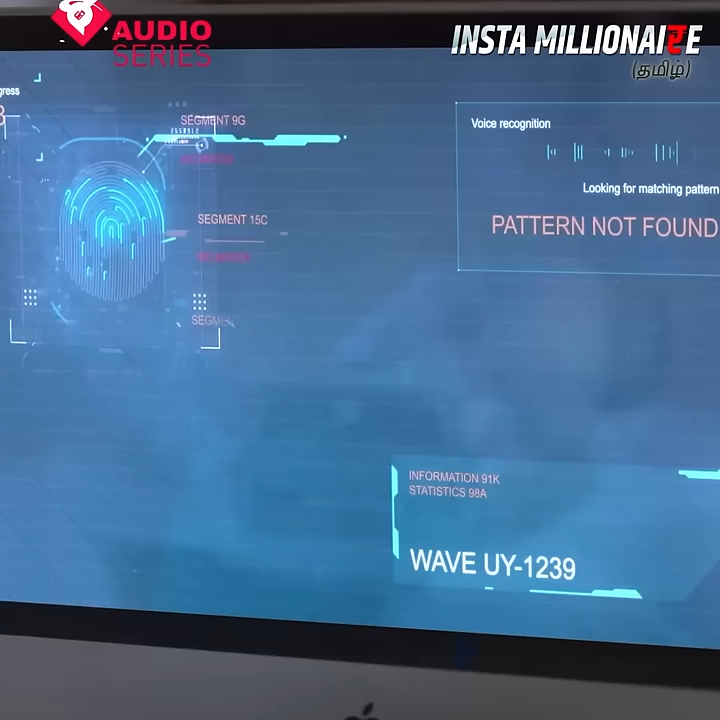 AUDIO
SERIES
INSTA MILLIONAIRE
(தமிழ்)
gress
SEGMENT 9G
SEGMENT 15C
Voice recognition
Looking for matching pattern
PATTERN NOT FOUND
INFORMATION 91K
STATISTICS 98A
WAVE UY-1239